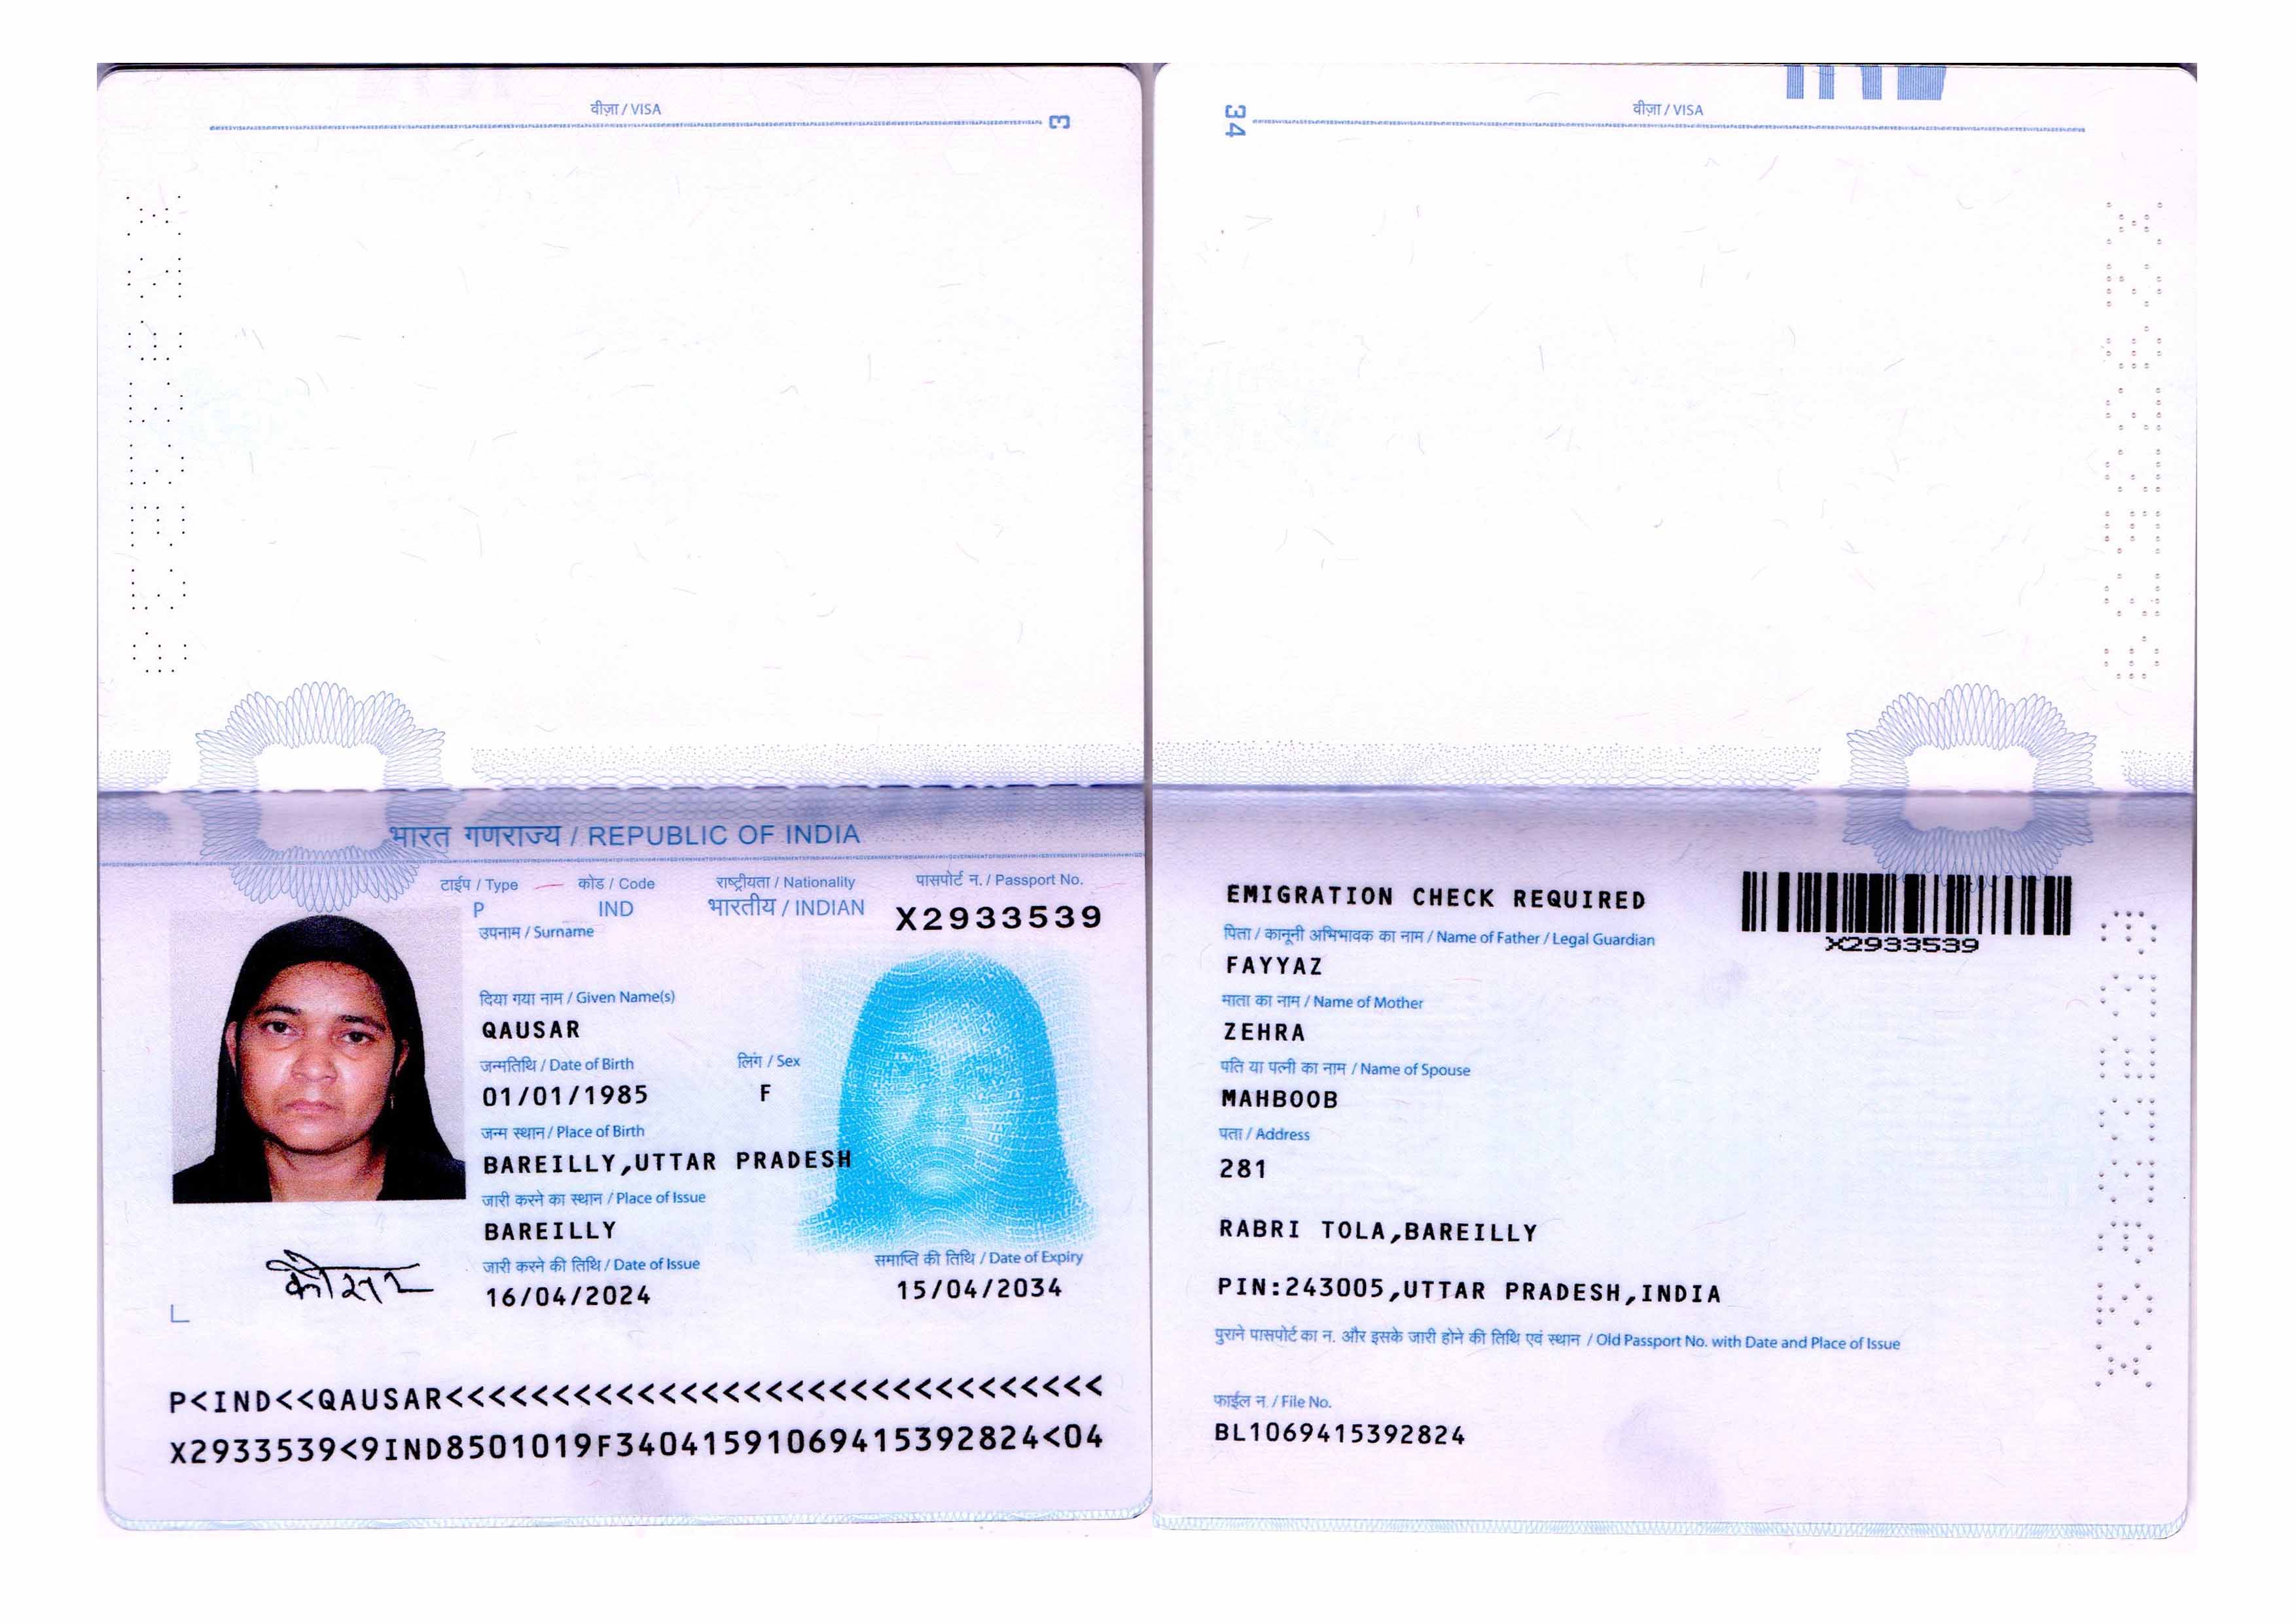 वीज़ा / VISA
3
भारत गणराज्य / REPUBLIC OF INDIA
टाईप / Type
कोड / Code
राष्ट्रीयता / Nationality
पासपोर्ट न. / Passport No.
P
IND
भारतीय / INDIAN
X2933539
उपनाम / Surname
दिया गया नाम / Given Name(s)
QAUSAR
जन्मतिथि / Date of Birth
लिंग / Sex
01/01/1985
F
जन्म स्थान / Place of Birth
BAREILLY,UTTAR PRADESH
जारी करने का स्थान / Place of Issue
BAREILLY
जारी करने की तिथि / Date of Issue
समाप्ति की तिथि / Date of Expiry
16/04/2024
15/04/2034
कौसर
P<IND<<QAUSAR<<<<<<<<<<<<<<<<<<<<<<<<<<<<<<<
X2933539<9IND8501019F34041591069415392824<04
34
वीज़ा / VISA
EMIGRATION CHECK REQUIRED
X2933539
पिता / कानूनी अभिभावक का नाम / Name of Father / Legal Guardian
FAYYAZ
माता का नाम / Name of Mother
ZEHRA
पति या पत्नी का नाम / Name of Spouse
MAHBOOB
पता / Address
281
RABRI TOLA,BAREILLY
PIN:243005,UTTAR PRADESH,INDIA
पुराने पासपोर्ट का न. और इसके जारी होने की तिथि एवं स्थान / Old Passport No. with Date and Place of Issue
फाईल न. / File No.
BL1069415392824